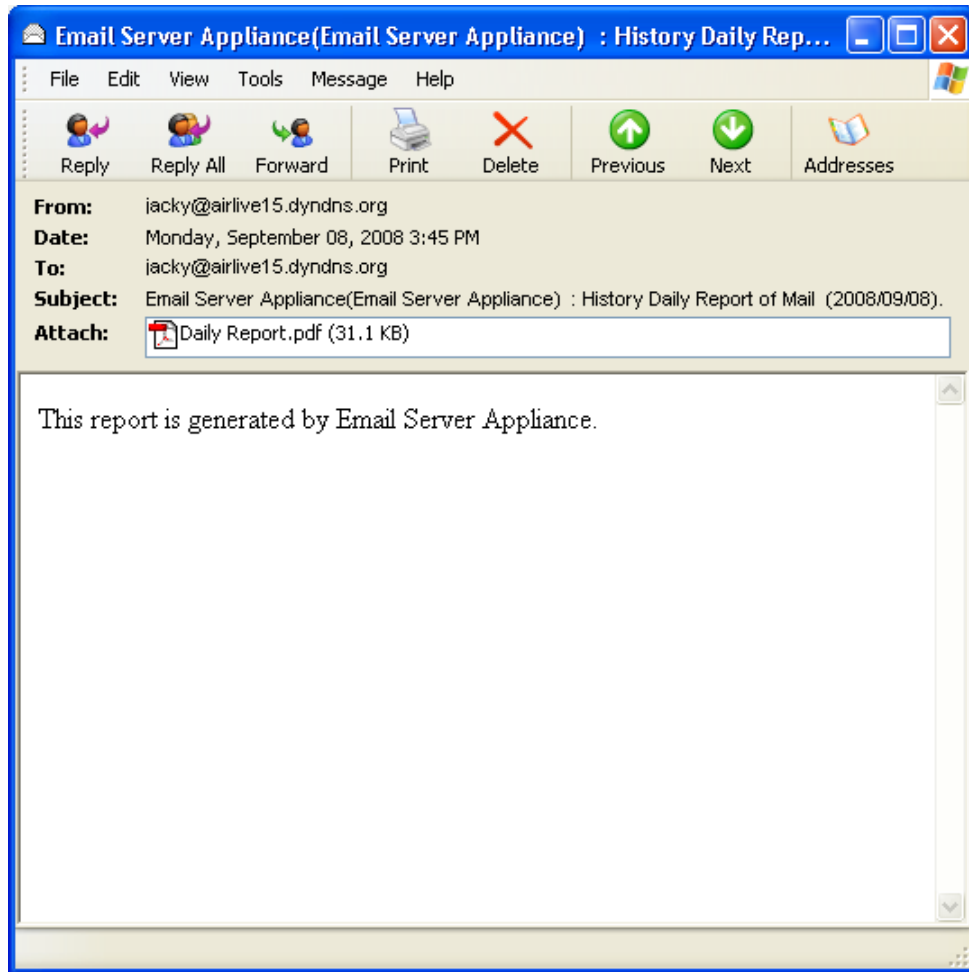 Email Server Appliance(Email Server Appliance) : History Daily Rep...
File Edit View Tools Message Help
Reply Reply All Forward Print Delete Previous Next Addresses
From: jacky@airlive15.dyndns.org
Date: Monday, September 08, 2008 3:45 PM
To: jacky@airlive15.dyndns.org
Subject: Email Server Appliance(Email Server Appliance) : History Daily Report of Mail (2008/09/08).
Attach: Daily Report.pdf (31.1 KB)
This report is generated by Email Server Appliance.